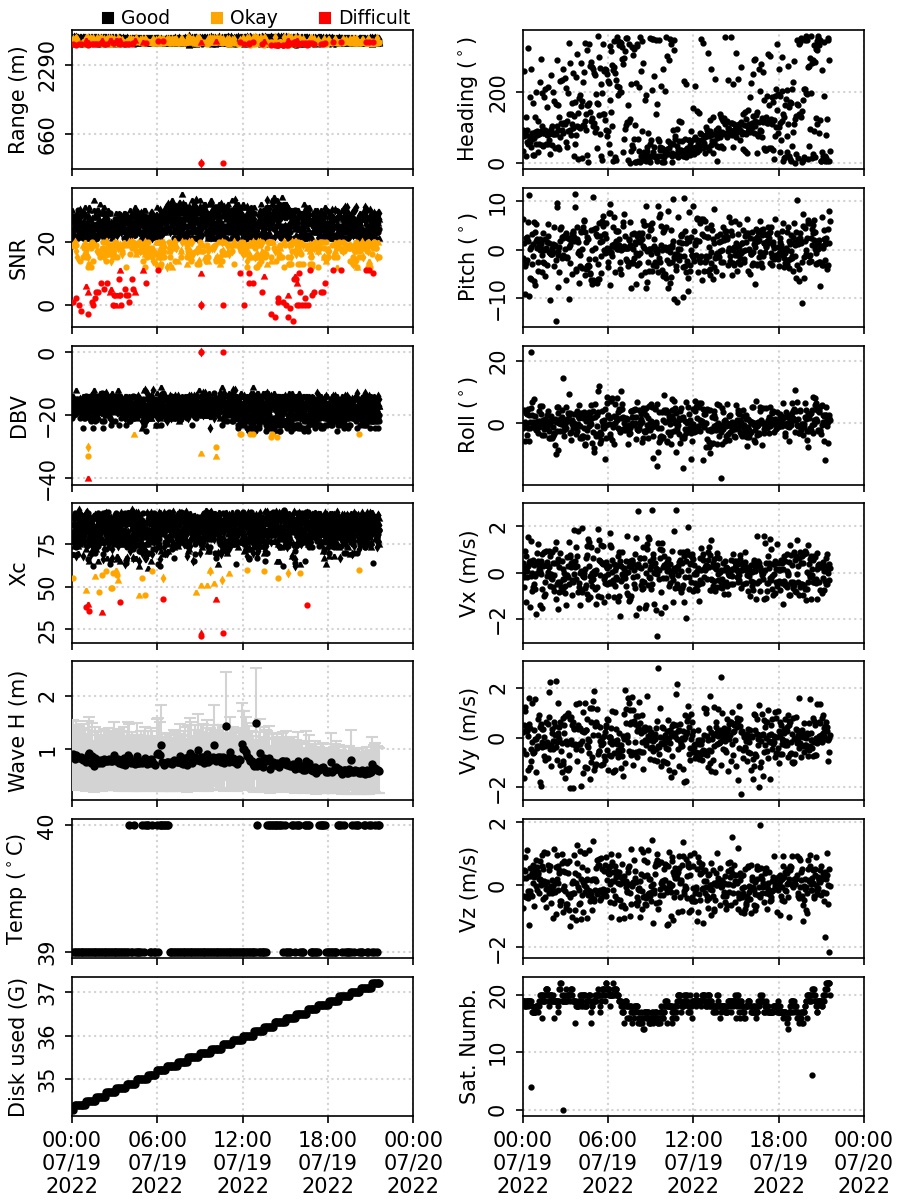 Good Okay Difficult
Range (m)
2290
660
Heading (°)
200
0
SNR
20
0
Pitch (°)
10
0
−10
DBV
0
−20
−40
Roll (°)
20
0
Xc
75
50
25
Vx (m/s)
2
0
−2
Wave H (m)
2
1
Vy (m/s)
2
0
−2
Temp (°C)
40
39
Vz (m/s)
2
0
−2
Disk used (G)
37
36
35
Sat. Numb.
20
10
0
00:00 06:00 12:00 18:00 00:00
07/19 07/19 07/19 07/19 07/20
2022 2022 2022 2022 2022
00:00 06:00 12:00 18:00 00:00
07/19 07/19 07/19 07/19 07/20
2022 2022 2022 2022 2022